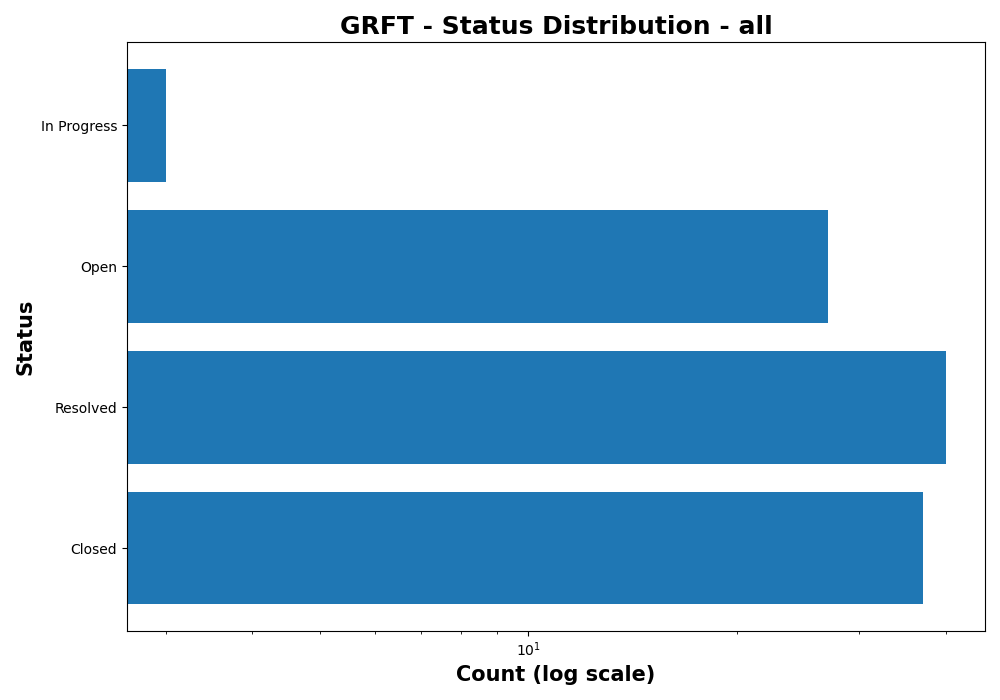 GRFT - Status Distribution - all
Status
In Progress
Open
Resolved
Closed
10¹
Count (log scale)